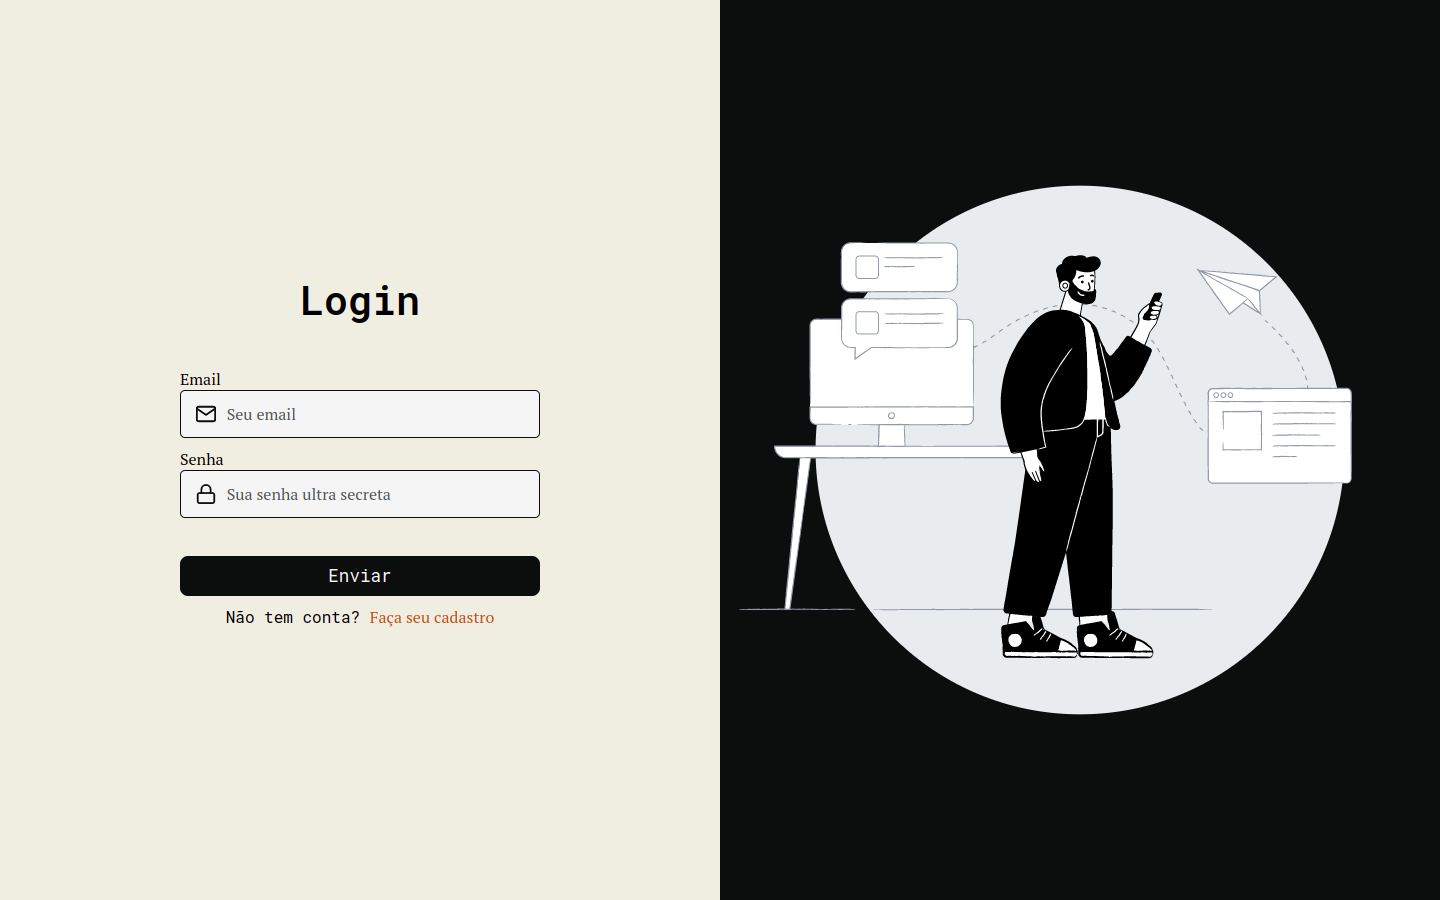 Login
Email
Seu email
Senha
Sua senha ultra secreta
Enviar
Não tem conta? Faça seu cadastro